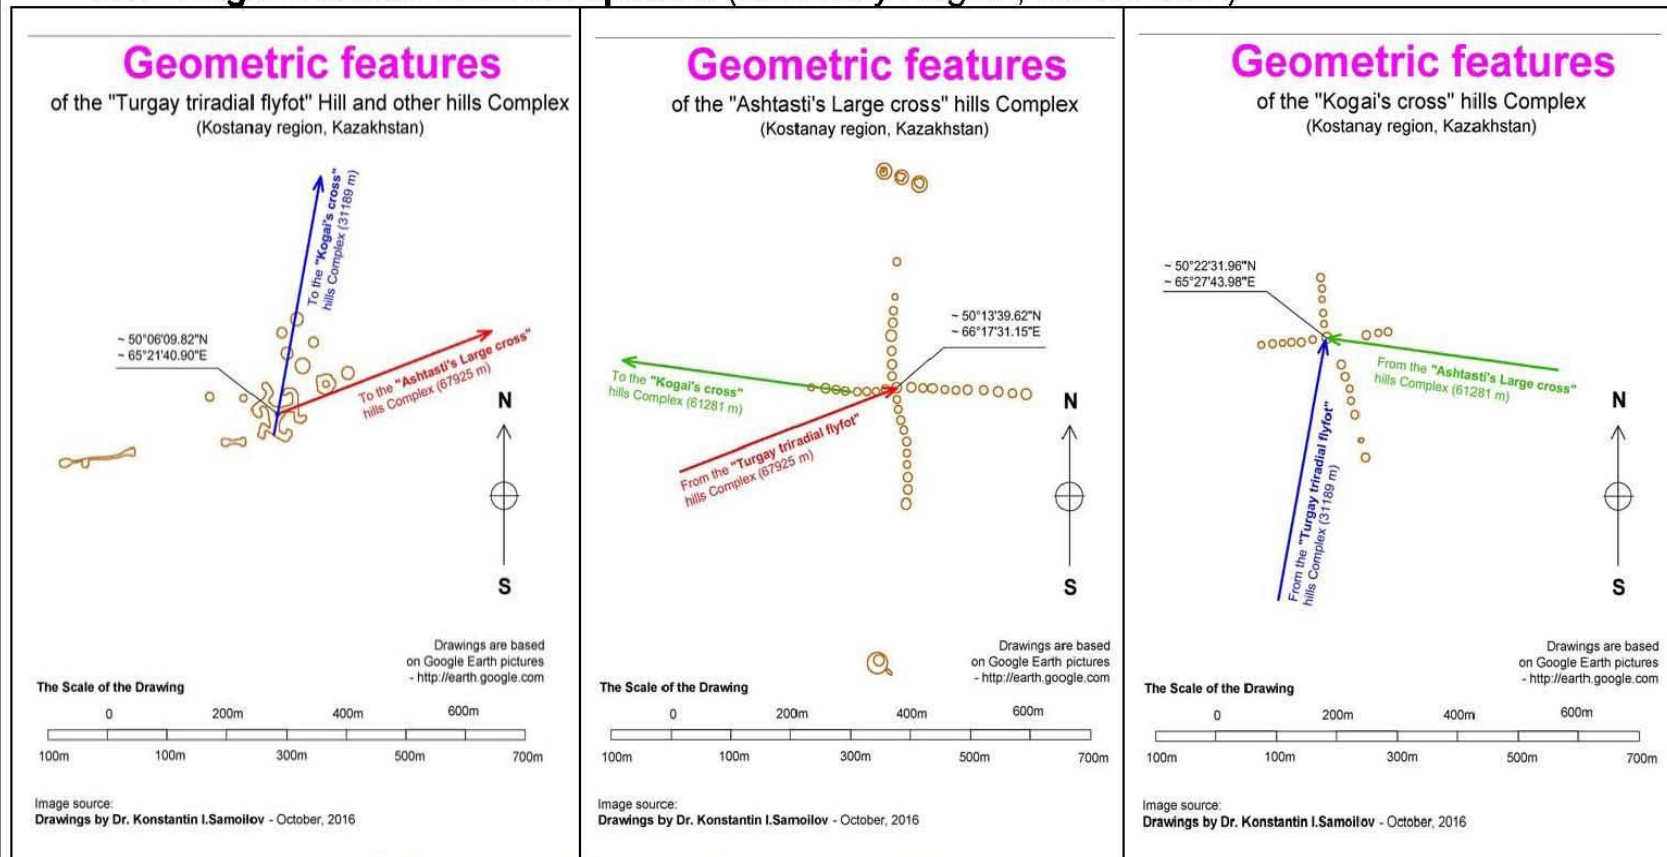 Geometric features
of the "Turgay triradial flyfot" Hill and other hills Complex
(Kostanay region, Kazakhstan)
To the "Kogai's cross"
hills Complex (31189 m)
~ 50°06'09.82"N
~ 65°21'40.90"E
To the "Ashtasti's Large cross"
hills Complex (67925 m)
N
S
Drawings are based
on Google Earth pictures
- http://earth.google.com
The Scale of the Drawing
0 200m 400m 600m
100m 100m 300m 500m 700m
Image source:
Drawings by Dr. Konstantin I.Samoilov - October, 2016
Geometric features
of the "Ashtasti's Large cross" hills Complex
(Kostanay region, Kazakhstan)
~ 50°13'39.62"N
~ 66°17'31.15"E
To the "Kogai's cross"
hills Complex (61281 m)
From the "Turgay triradial flyfot"
hills Complex (67925 m)
N
S
Drawings are based
on Google Earth pictures
- http://earth.google.com
The Scale of the Drawing
0 200m 400m 600m
100m 100m 300m 500m 700m
Image source:
Drawings by Dr. Konstantin I.Samoilov - October, 2016
Geometric features
of the "Kogai's cross" hills Complex
(Kostanay region, Kazakhstan)
~ 50°22'31.96"N
~ 65°27'43.98"E
From the "Ashtasti's Large cross"
hills Complex (61281 m)
From the "Turgay triradial flyfot"
hills Complex (31189 m)
N
S
Drawings are based
on Google Earth pictures
- http://earth.google.com
The Scale of the Drawing
0 200m 400m 600m
100m 100m 300m 500m 700m
Image source:
Drawings by Dr. Konstantin I.Samoilov - October, 2016